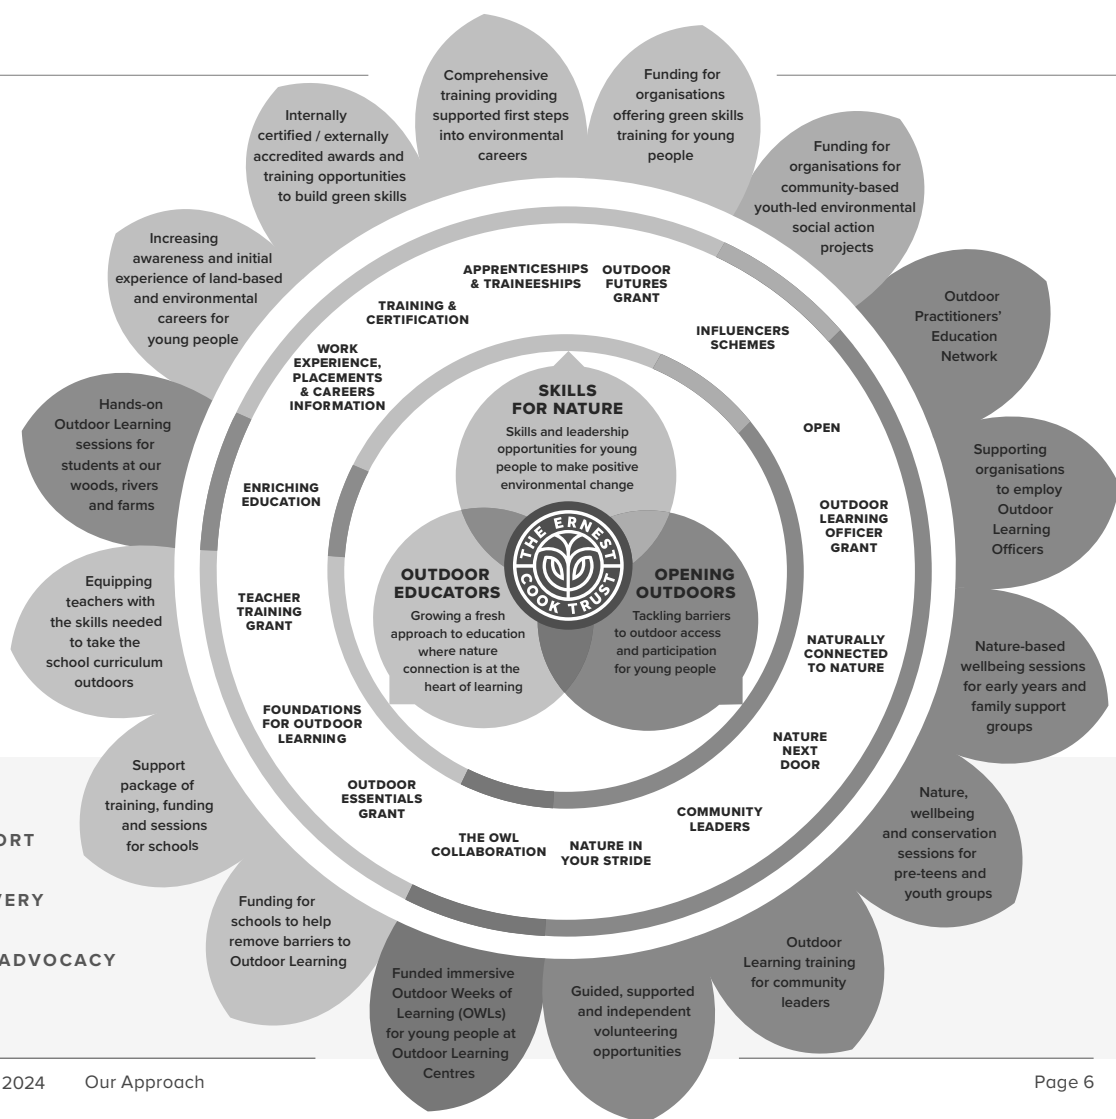 Comprehensive
training providing
supported first steps
into environmental
careers
Funding for
organisations
offering green skills
training for young
people
Funding for
organisations for
community-based
youth-led environmental
social action
projects
Outdoor
Practitioners'
Education
Network
Supporting
organisations
to employ
Outdoor
Learning
Officers
Nature-based
wellbeing sessions
for early years and
family support
groups
Nature,
wellbeing
and conservation
sessions for
pre-teens and
youth groups
Outdoor
Learning training
for community
leaders
Guided, supported
and independent
volunteering
opportunities
Funded immersive
Outdoor Weeks of
Learning (OWLs)
for young people at
Outdoor Learning
Centres
Funding for
schools to help
remove barriers to
Outdoor Learning
Support
package of
training, funding
and sessions
for schools
Equipping
teachers with
the skills needed
to take the
school curriculum
outdoors
Hands-on
Outdoor Learning
sessions for
students at our
woods, rivers
and farms
Increasing
awareness and initial
experience of land-based
and environmental
careers for
young people
Internally
certified / externally
accredited awards and
training opportunities
to build green skills
APPRENTICESHIPS
& TRAINEESHIPS
OUTDOOR
FUTURES
GRANT
INFLUENCERS
SCHEMES
OPEN
OUTDOOR
LEARNING
OFFICER
GRANT
NATURALLY
CONNECTED
TO NATURE
NATURE
NEXT
DOOR
COMMUNITY
LEADERS
NATURE IN
YOUR STRIDE
THE OWL
COLLABORATION
OUTDOOR
ESSENTIALS
GRANT
FOUNDATIONS
FOR OUTDOOR
LEARNING
TEACHER
TRAINING
GRANT
ENRICHING
EDUCATION
WORK
EXPERIENCE,
PLACEMENTS
& CAREERS
INFORMATION
TRAINING &
CERTIFICATION
SKILLS
FOR NATURE
Skills and leadership
opportunities for young
people to make positive
environmental change
OUTDOOR
EDUCATORS
Growing a fresh
approach to education
where nature
connection is at the
heart of learning
OPENING
OUTDOORS
Tackling barriers
to outdoor access
and participation
for young people
THE ERNEST
COOK TRUST
ORT
VERY
ADVOCACY
2024
Our Approach
Page 6